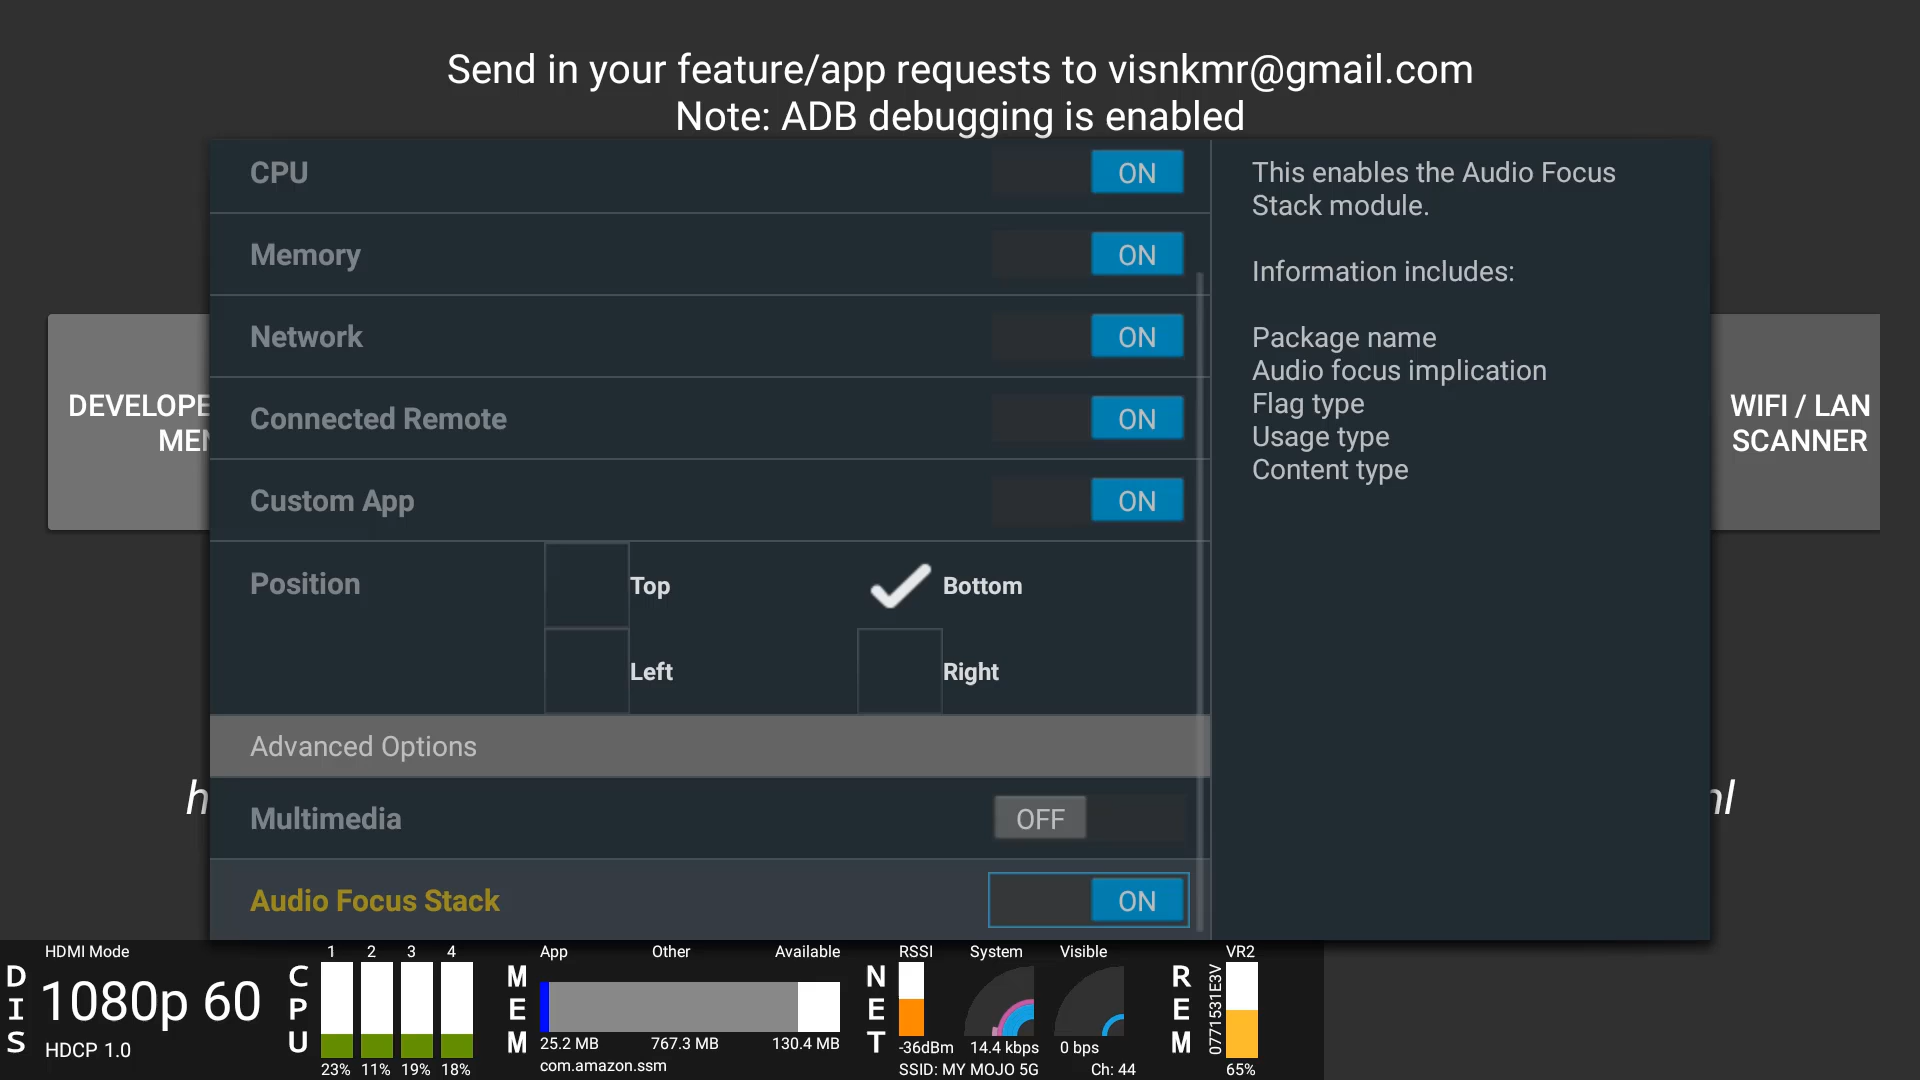 Send in your feature/app requests to visnkmr@gmail.com
Note: ADB debugging is enabled
CPU ON
Memory ON
Network ON
Connected Remote ON
Custom App ON
Position Top Bottom
Left Right
Advanced Options
Multimedia OFF
Audio Focus Stack ON
This enables the Audio Focus
Stack module.
Information includes:
Package name
Audio focus implication
Flag type
Usage type
Content type
WIFI / LAN
SCANNER
DIS
HDMI Mode
1080p 60
HDCP 1.0
CPU
1 2 3 4
23% 11% 19% 18%
MEM
App Other Available
25.2 MB 767.3 MB 130.4 MB
com.amazon.ssm
NET
RSSI System Visible
-36dBm 14.4 kbps 0 bps
SSID: MY MOJO 5G Ch: 44
REM
VR2
0771531E3V
65%